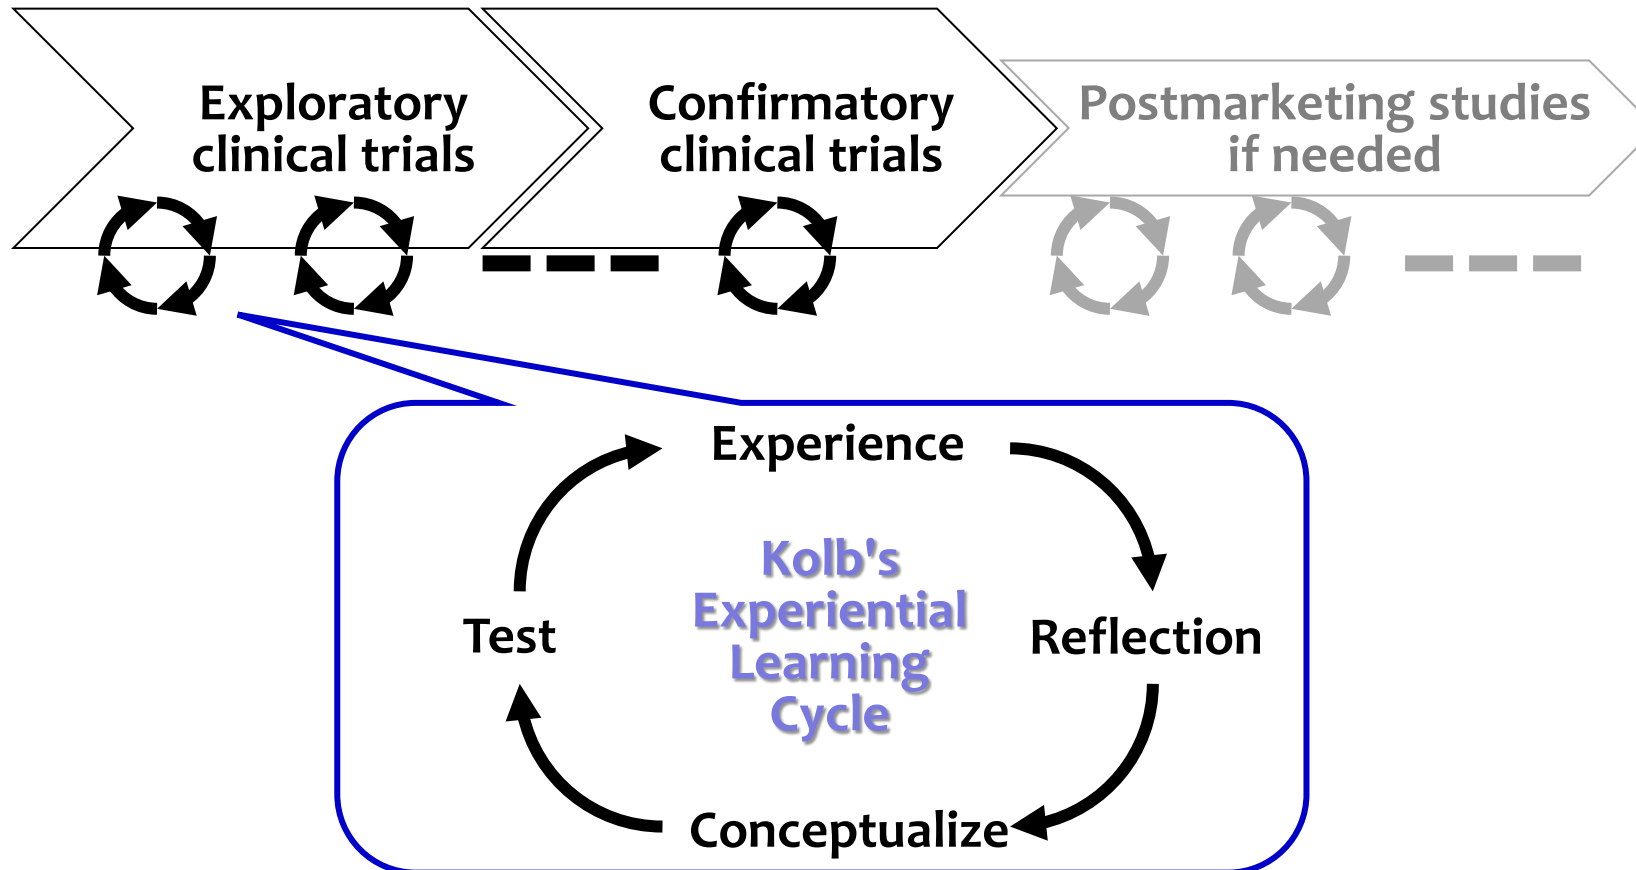 Exploratory
clinical trials
Confirmatory
clinical trials
Postmarketing studies
if needed
Experience
Kolb's
Experiential
Learning
Cycle
Test
Reflection
Conceptualize